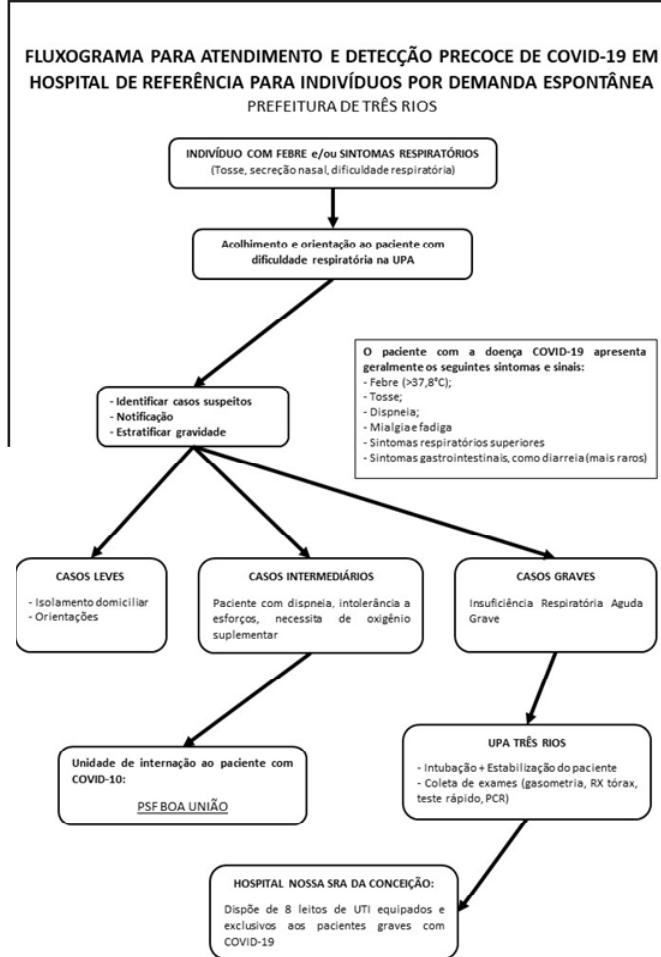 FLUXOGRAMA PARA ATENDIMENTO E DETECÇÃO PRECOCE DE COVID-19 EM
HOSPITAL DE REFERÊNCIA PARA INDIVÍDUOS POR DEMANDA ESPONTÂNEA
PREFEITURA DE TRÊS RIOS
INDIVÍDUO COM FEBRE e/ou SINTOMAS RESPIRATÓRIOS
(Tosse, secreção nasal, dificuldade respiratória)
Acolhimento e orientação ao paciente com
dificuldade respiratória na UPA
O paciente com a doença COVID-19 apresenta
geralmente os seguintes sintomas e sinais:
- Febre (>37,8°C);
- Tosse;
- Dispneia;
- Mialgia e fadiga
- Sintomas respiratórios superiores
- Sintomas gastrointestinais, como diarreia (mais raros)
- Identificar casos suspeitos
- Notificação
- Estratificar gravidade
CASOS LEVES
- Isolamento domiciliar
- Orientações
CASOS INTERMEDIÁRIOS
Paciente com dispneia, intolerância a
esforços, necessita de oxigênio
suplementar
CASOS GRAVES
Insuficiência Respiratória Aguda
Grave
Unidade de internação ao paciente com
COVID-10:
PSF BOA UNIÃO
UPA TRÊS RIOS
- Intubação + Estabilização do paciente
- Coleta de exames (gasometria, RX tórax,
teste rápido, PCR)
HOSPITAL NOSSA SRA DA CONCEIÇÃO:
Dispõe de 8 leitos de UTI equipados e
exclusivos aos pacientes graves com
COVID-19